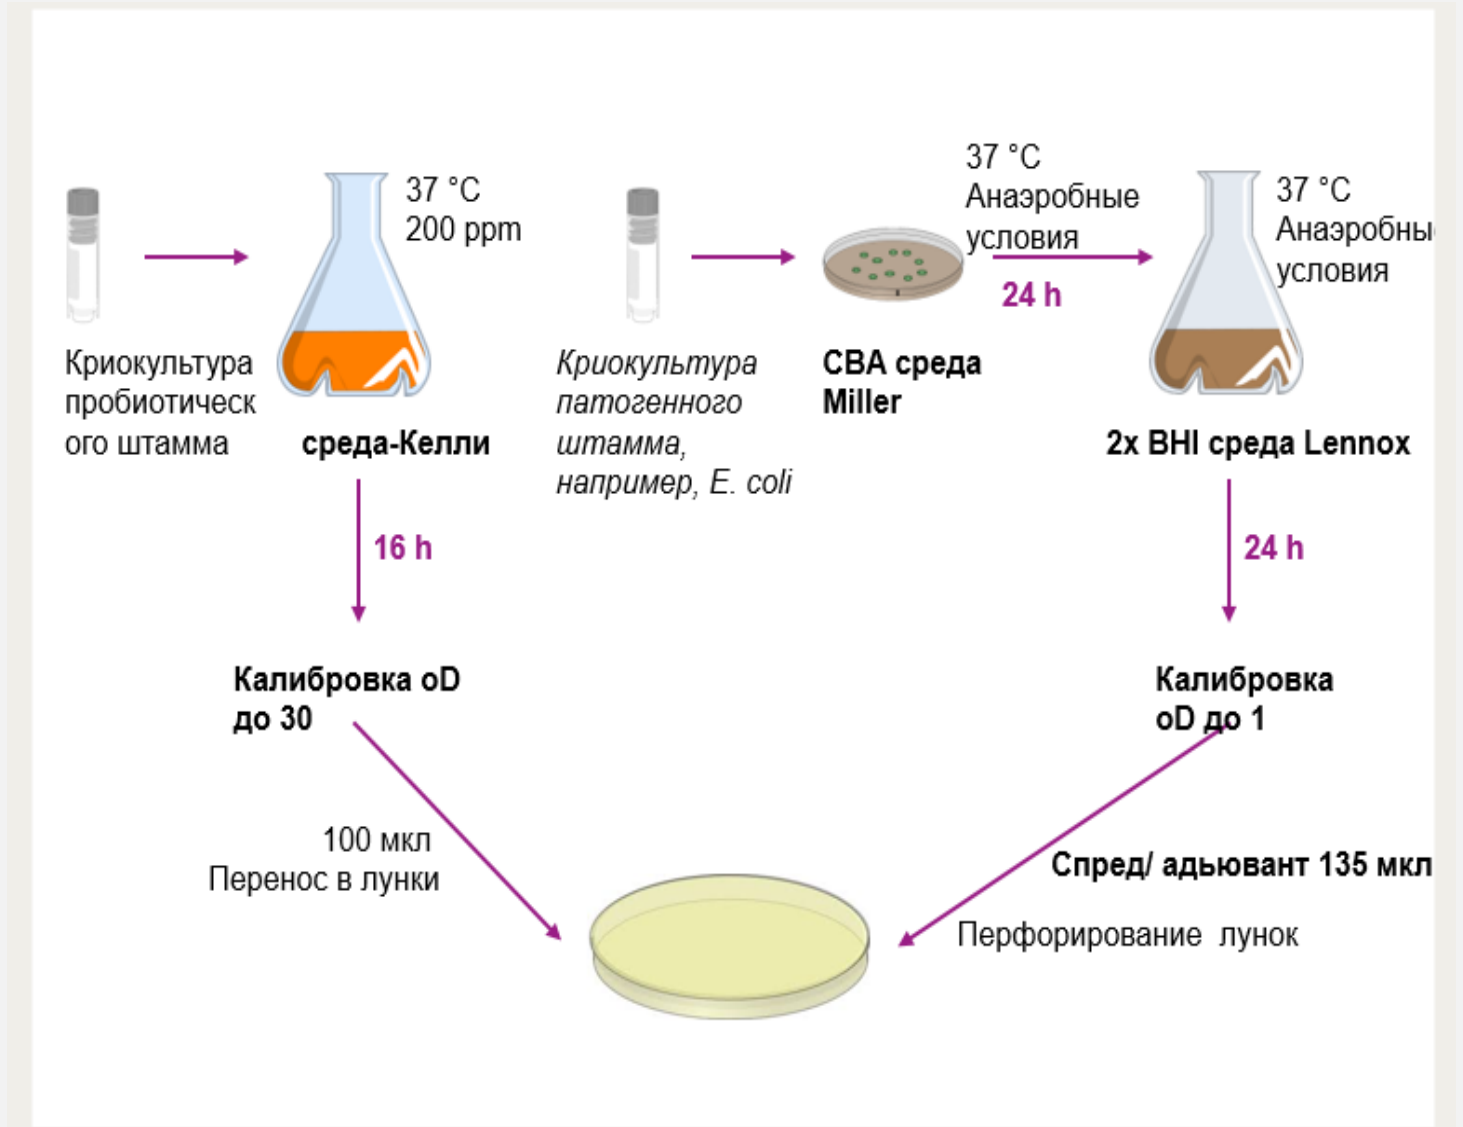 37 °C
200 ppm
Криокультура
пробиотическ
ого штамма
среда-Келли
16 h
Калибровка oD
до 30
100 мкл
Перенос в лунки
Криокультура
патогенного
штамма,
например, E. coli
CBA среда
Miller
37 °C
Анаэробные
условия
24 h
37 °C
Анаэробны
условия
2x BHI среда Lennox
24 h
Калибровка
oD до 1
Спред/ адьювант 135 мкл
Перфорирование лунок